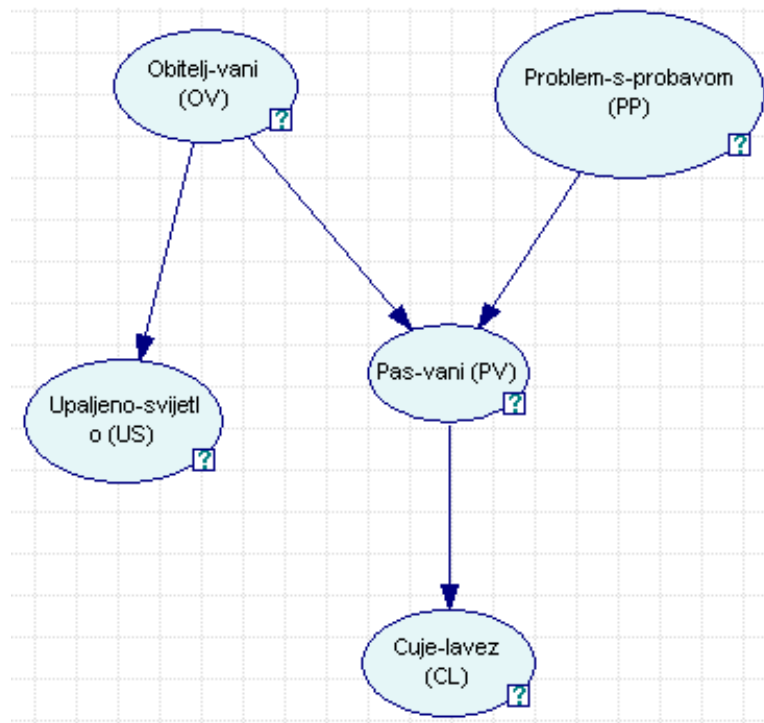 Obitelj-vani
(OV)
?
Problem-s-probavom
(PP)
?
Pas-vani (PV)
?
Upaljeno-svijetl
o (US)
?
Cuje-lavez
(CL)
?